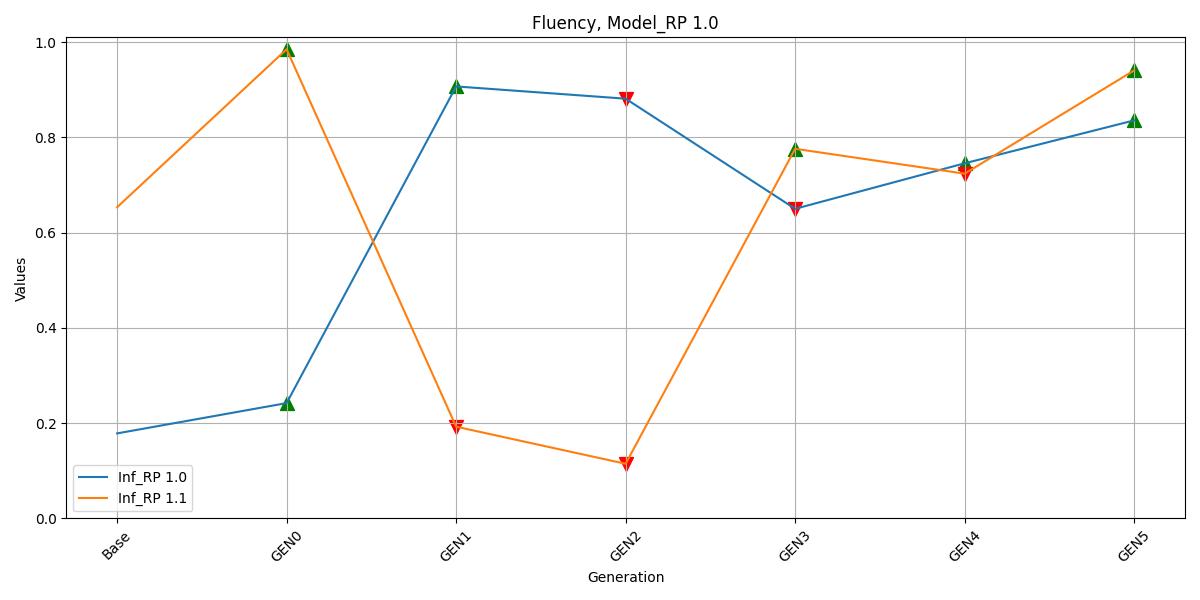 Fluency, Model_RP 1.0
Values
1.0
0.8
0.6
0.4
0.2
0.0
Inf_RP 1.0
Inf_RP 1.1
Base
GEN0
GEN1
GEN2
GEN3
GEN4
GEN5
Generation